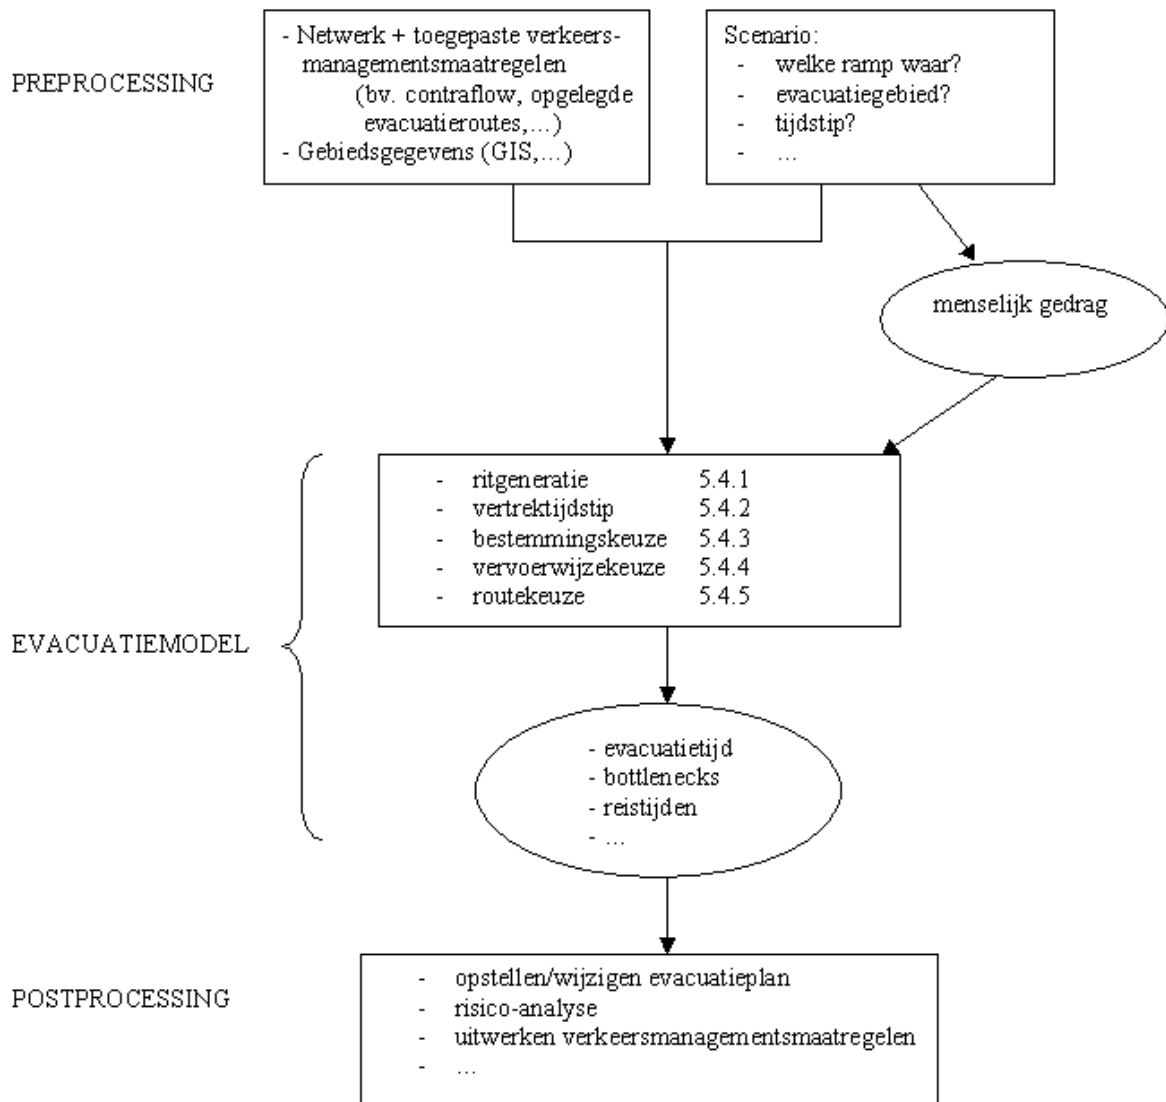 PREPROCESSING
- Netwerk + toegepaste verkeers-
managementsmaatregelen
(bv. contraflow, opgelegde
evacuatieroutes,...)
- Gebiedsgegevens (GIS,...)
Scenario:
- welke ramp waar?
- evacuatiegebied?
- tijdstip?
- ...
menselijk gedrag
EVACUATIEMODEL
- ritgeneratie 5.4.1
- vertrektijdstip 5.4.2
- bestemmingskeuze 5.4.3
- vervoerwijzekeuze 5.4.4
- routekeuze 5.4.5
- evacuatietijd
- bottlenecks
- reistijden
- ...
POSTPROCESSING
- opstellen/wijzigen evacuatieplan
- risico-analyse
- uitwerken verkeersmanagementsmaatregelen
- ...